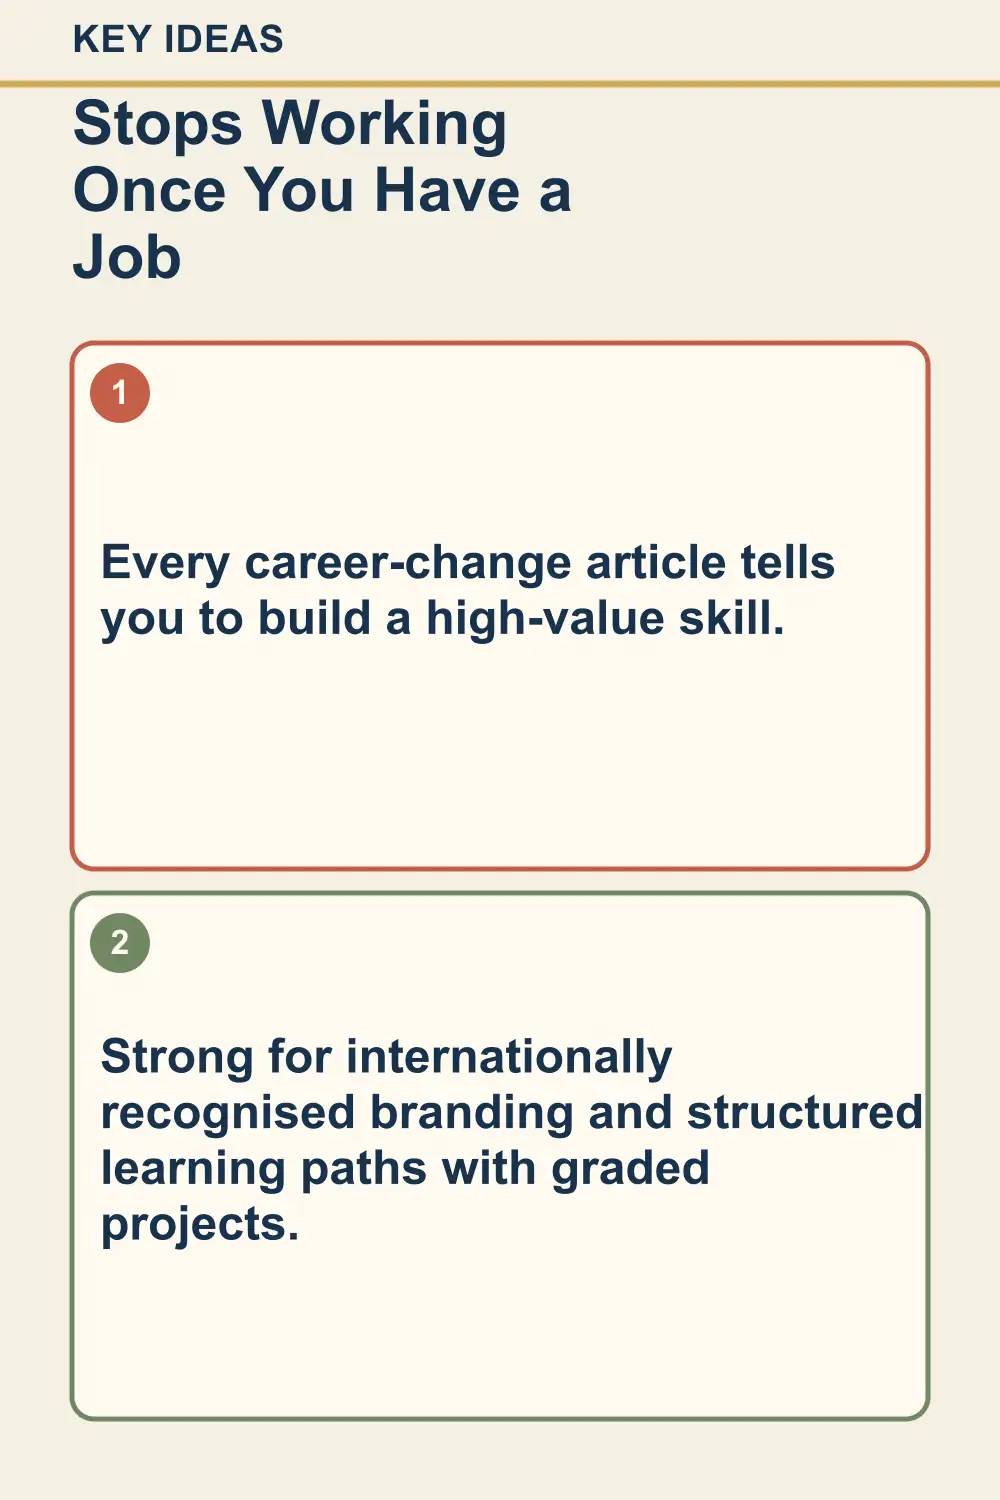 KEY IDEAS
Stops Working
Once You Have a
Job
1
Every career-change article tells
you to build a high-value skill.
2
Strong for internationally
recognised branding and structured
learning paths with graded
projects.